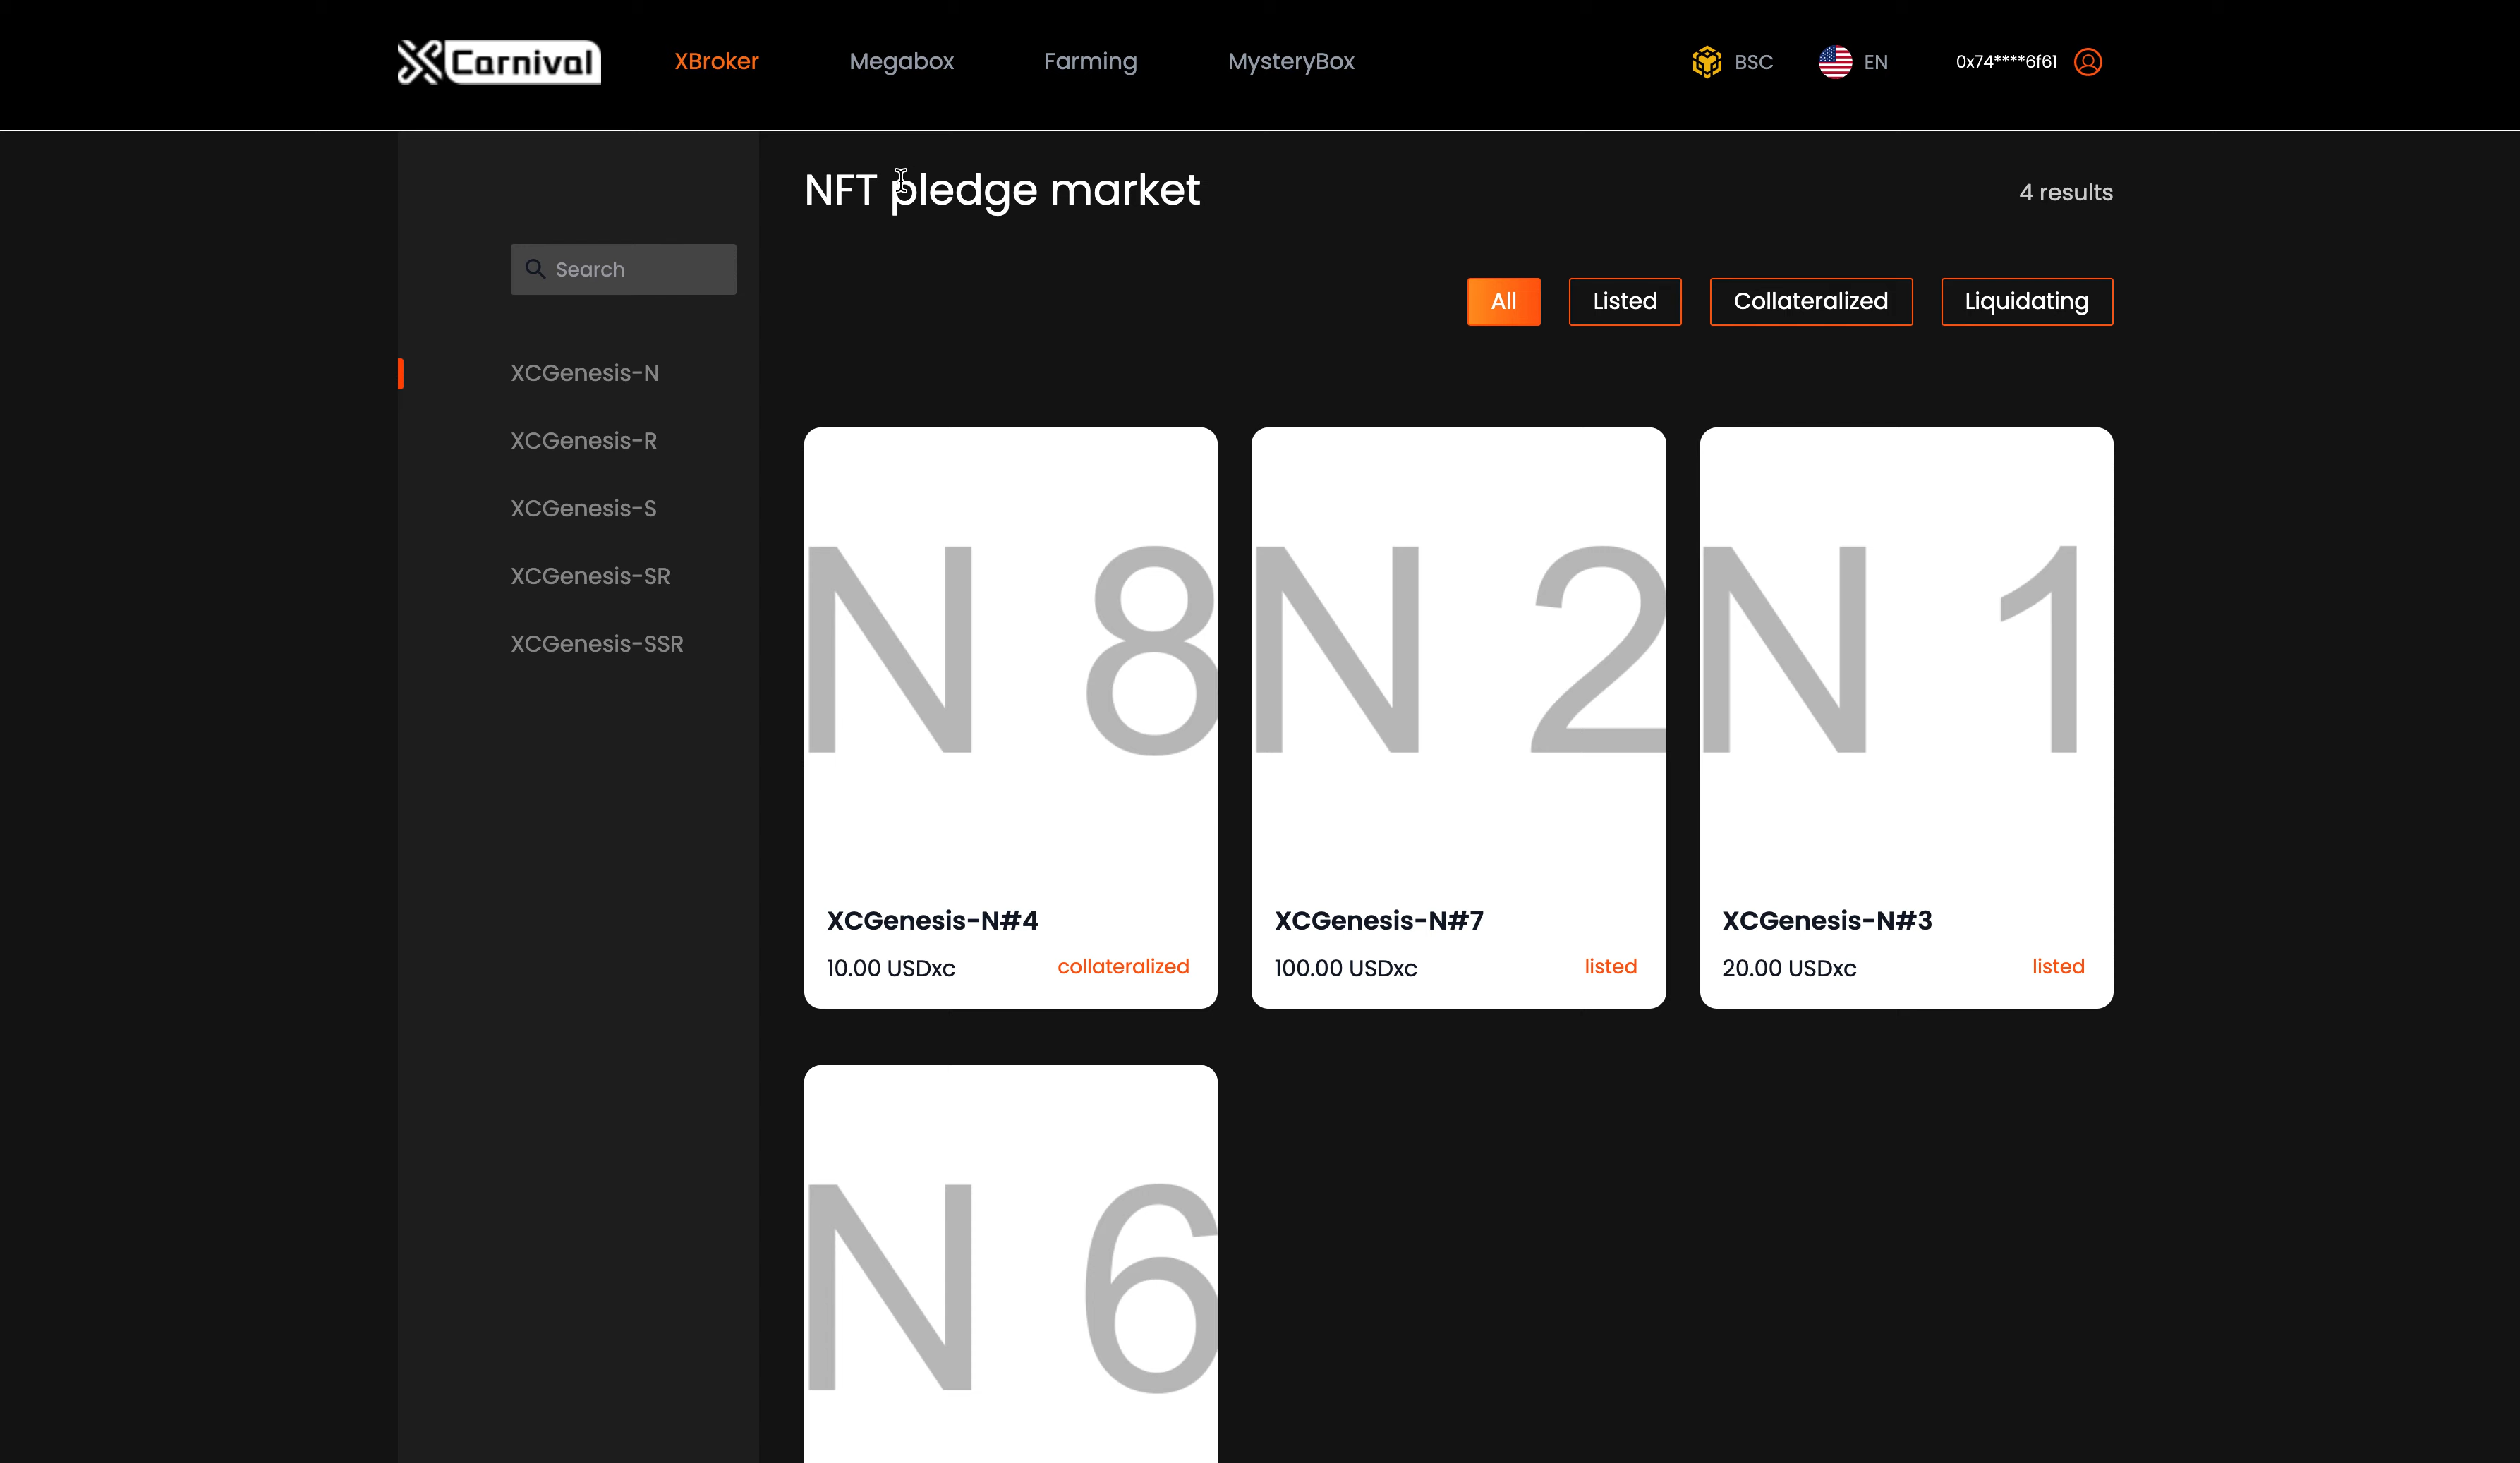 Carnival
XBroker
Megabox
Farming
MysteryBox
BSC
EN
0x74****6f61
NFT pledge market
4 results
Search
All
Listed
Collateralized
Liquidating
XCGenesis-N
XCGenesis-R
XCGenesis-S
XCGenesis-SR
XCGenesis-SSR
N 8
XCGenesis-N#4
10.00 USDxc
collateralized
N 2
XCGenesis-N#7
100.00 USDxc
listed
N 1
XCGenesis-N#3
20.00 USDxc
listed
N 6